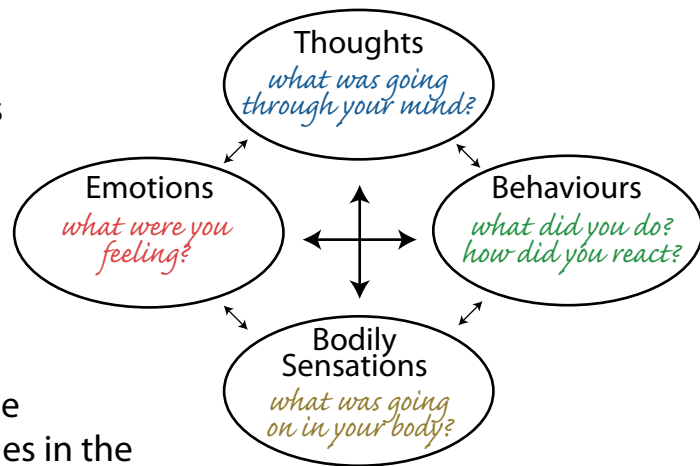 Thoughts
what was going
through your mind?
s
Emotions
what were you
feeling?
Behaviours
what did you do?
how did you react?
Bodily
Sensations
what was going
on in your body?
e
es in the